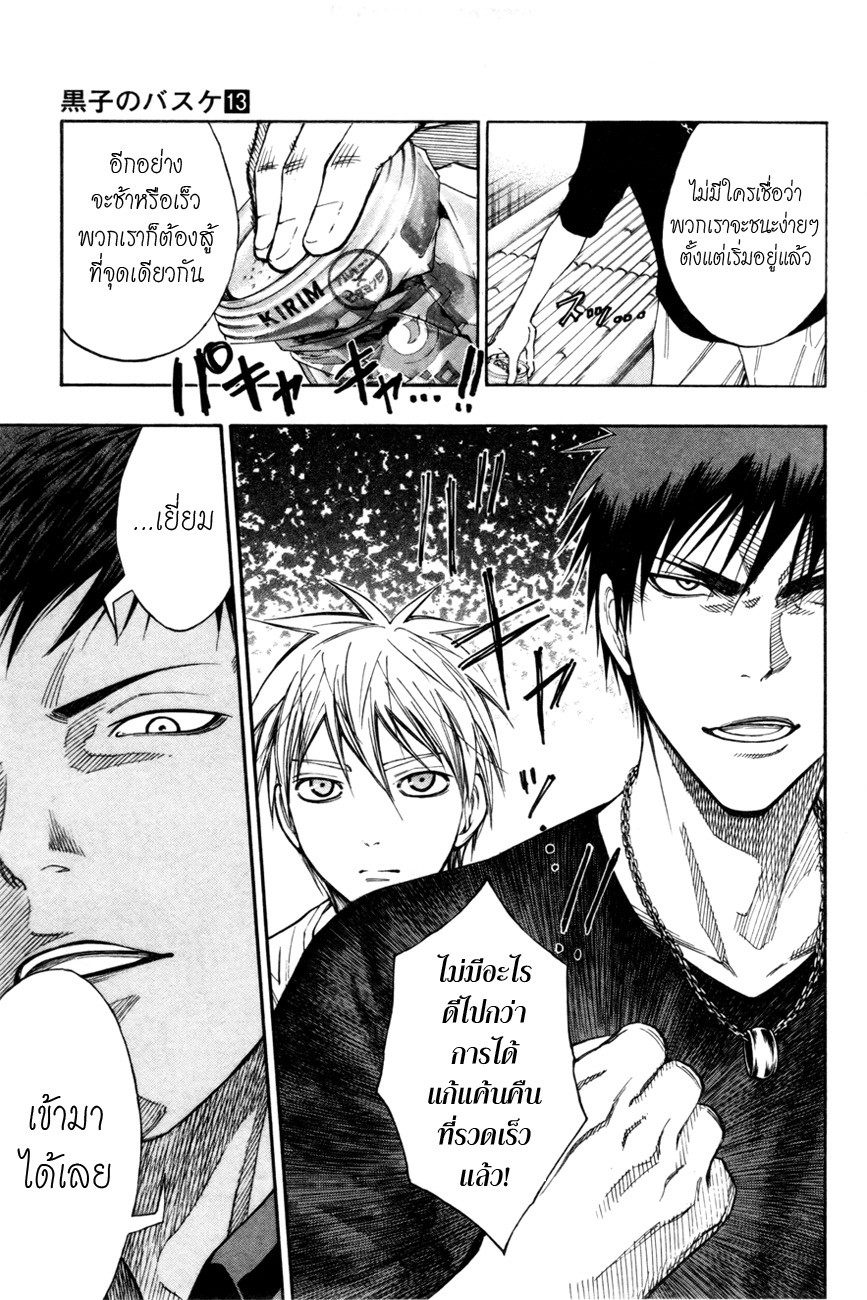 黒子のバスケ13
ไม่มีใครเชื่อว่า
พวกเราจะชนะง่ายๆ
ตั้งแต่เริ่มอยู่แล้ว
อีกอย่าง
จะช้าหรือเร็ว
พวกเราก็ต้องสู้
ที่จุดเดียวกัน
KIRIM
パキャ
キャ...!!
ไม่มีอะไร
ดีไปกว่า
การได้
แก้แค้นคืน
ที่รวดเร็ว
แล้ว!
...เยี่ยม
เข้ามา
ได้เลย